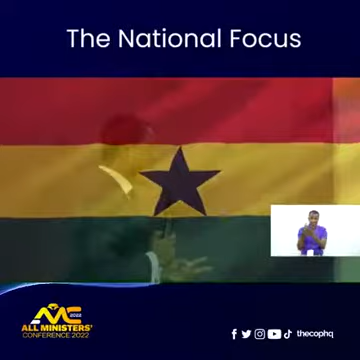 The National Focus
AMC
2022
ALL MINISTERS'
CONFERENCE 2022
thecophq